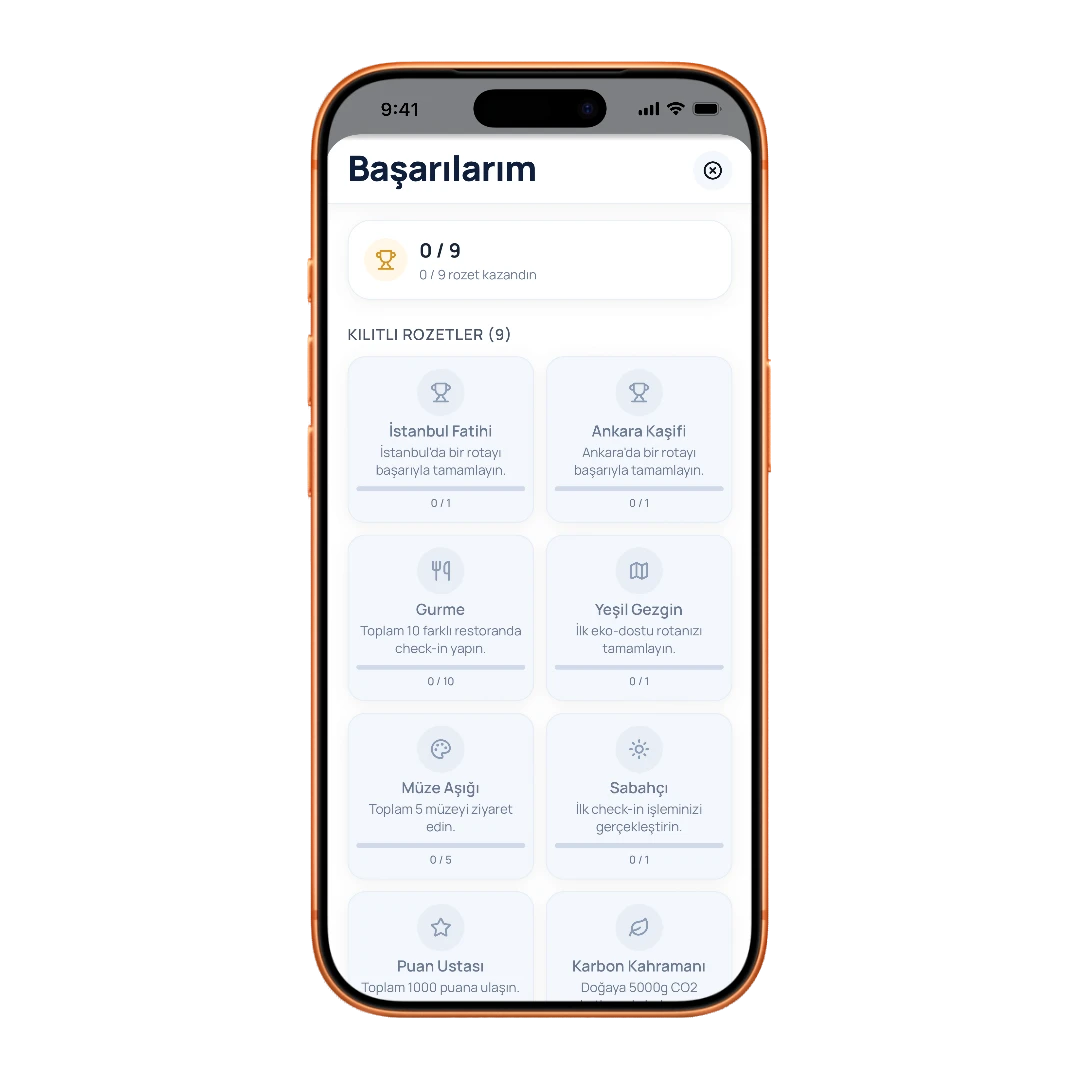 9:41
Başarılarım
0 / 9
0 / 9 rozet kazandın
KILITLI ROZETLER (9)
İstanbul Fatihi
İstanbul'da bir rotayı
başarıyla tamamlayın.
0 / 1
Ankara Kaşifi
Ankara'da bir rotayı
başarıyla tamamlayın.
0 / 1
Gurme
Toplam 10 farklı restoranda
check-in yapın.
0 / 10
Yeşil Gezgin
İlk eko-dostu rotanızı
tamamlayın.
0 / 1
Müze Aşığı
Toplam 5 müzeyi ziyaret
edin.
0 / 5
Sabahçı
İlk check-in işleminizi
gerçekleştirin.
0 / 1
Puan Ustası
Toplam 1000 puana ulaşın.
Karbon Kahramanı
Doğaya 5000g CO2